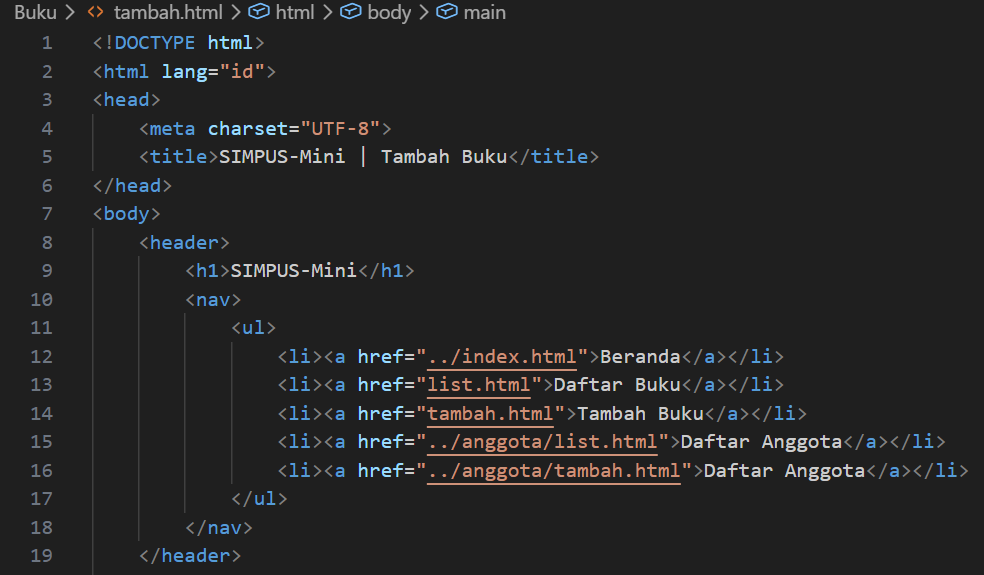 Buku > <> tambah.html > html > body > main
1 <!DOCTYPE html>
2 <html lang="id">
3 <head>
4 <meta charset="UTF-8">
5 <title>SIMPUS-Mini | Tambah Buku</title>
6 </head>
7 <body>
8 <header>
9 <h1>SIMPUS-Mini</h1>
10 <nav>
11 <ul>
12 <li><a href="../index.html">Beranda</a></li>
13 <li><a href="list.html">Daftar Buku</a></li>
14 <li><a href="tambah.html">Tambah Buku</a></li>
15 <li><a href="../anggota/list.html">Daftar Anggota</a></li>
16 <li><a href="../anggota/tambah.html">Daftar Anggota</a></li>
17 </ul>
18 </nav>
19 </header>